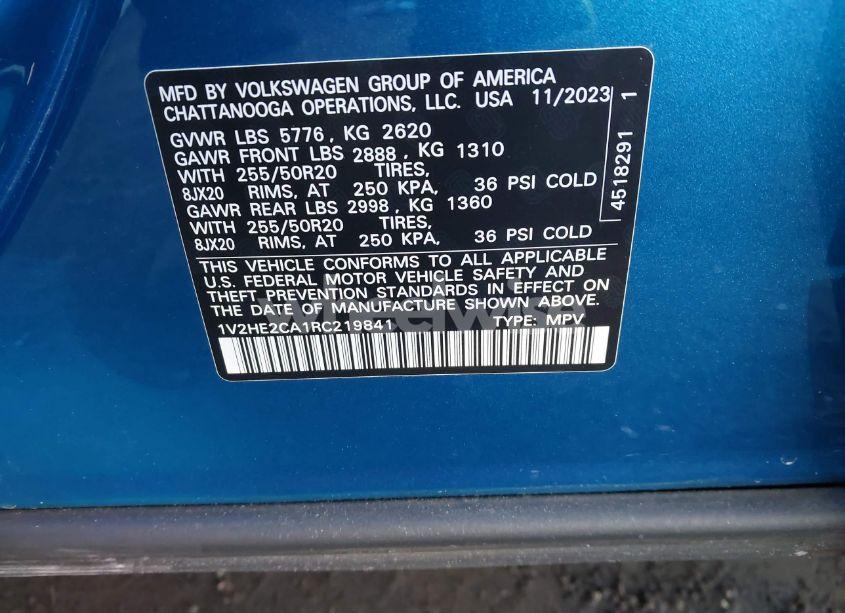 MFD BY VOLKSWAGEN GROUP OF AMERICA
CHATTANOOGA OPERATIONS, LLC. USA 11/2023
GVWR LBS 5776, KG 2620
GAWR FRONT LBS 2888, KG 1310
WITH 255/50R20 TIRES,
8JX20 RIMS, AT 250 KPA, 36 PSI COLD
GAWR REAR LBS 2998, KG 1360
WITH 255/50R20 TIRES,
8JX20 RIMS, AT 250 KPA, 36 PSI COLD
THIS VEHICLE CONFORMS TO ALL APPLICABLE
U.S. FEDERAL MOTOR VEHICLE SAFETY AND
THEFT PREVENTION STANDARDS IN EFFECT ON
THE DATE OF MANUFACTURE SHOWN ABOVE.
1V2HE2CA1RC219841 TYPE: MPV
4518291 1